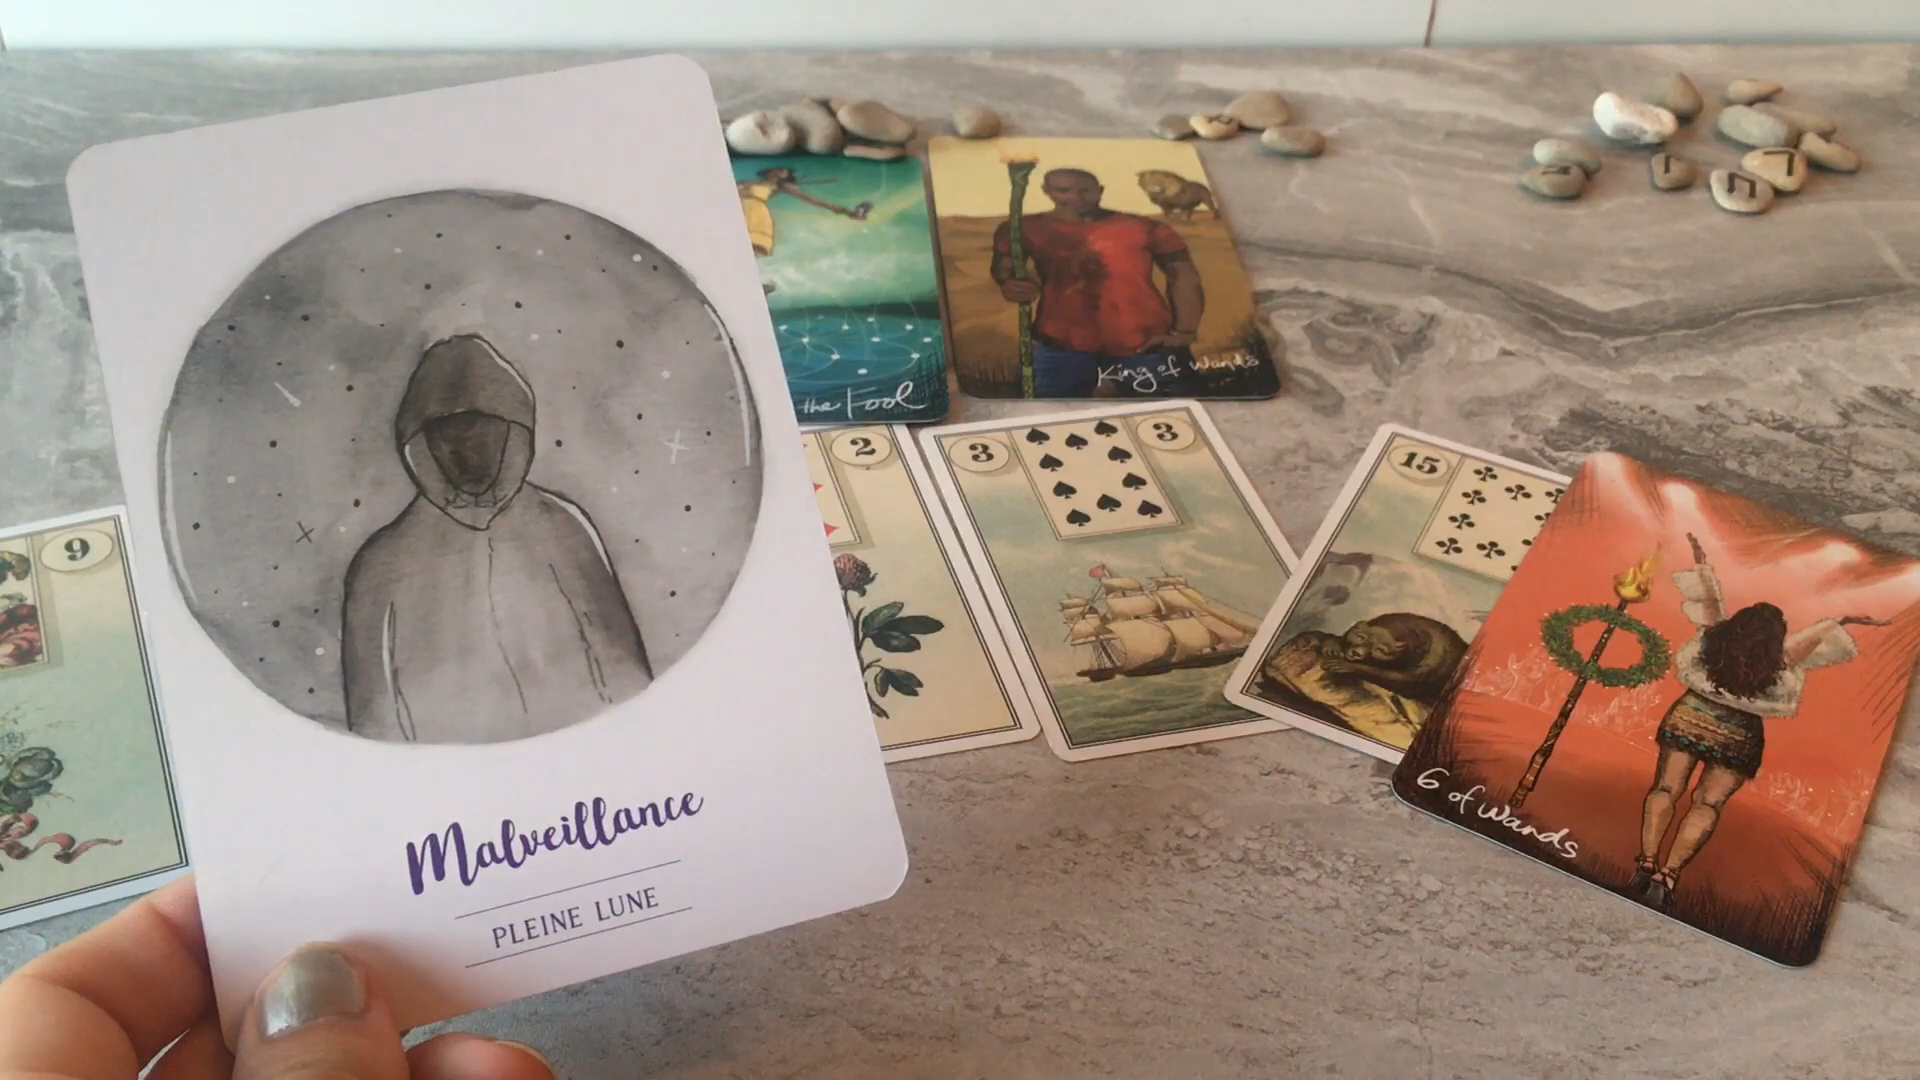 Malveillance
PLEINE LUNE
the Fool
King of Wands
9
2
3
3
15
6 of Wands